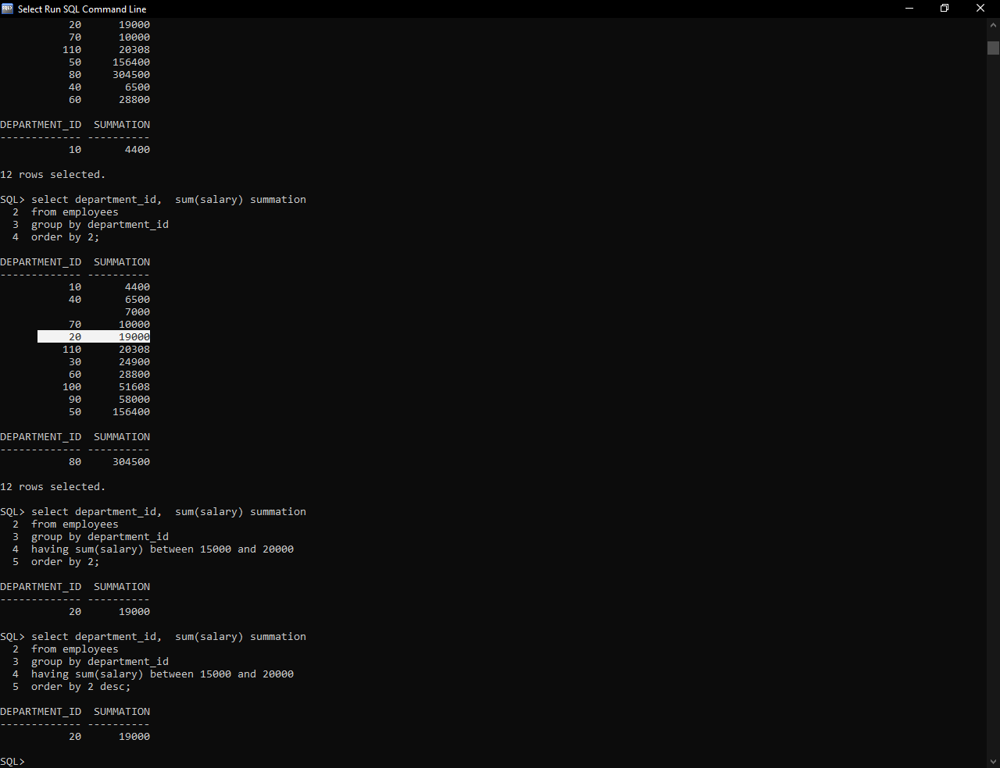 Select Run SQL Command Line
           20      19000
           70      10000
          110      20308
           50     156400
           80     304500
           40       6500
           60      28800

DEPARTMENT_ID  SUMMATION
------------- ----------
           10       4400

12 rows selected.

SQL> select department_id,  sum(salary) summation
  2  from employees
  3  group by department_id
  4  order by 2;

DEPARTMENT_ID  SUMMATION
------------- ----------
           10       4400
           40       6500
                    7000
           70      10000
           20      19000
          110      20308
           30      24900
           60      28800
          100      51608
           90      58000
           50     156400

DEPARTMENT_ID  SUMMATION
------------- ----------
           80     304500

12 rows selected.

SQL> select department_id,  sum(salary) summation
  2  from employees
  3  group by department_id
  4  having sum(salary) between 15000 and 20000
  5  order by 2;

DEPARTMENT_ID  SUMMATION
------------- ----------
           20      19000

SQL> select department_id,  sum(salary) summation
  2  from employees
  3  group by department_id
  4  having sum(salary) between 15000 and 20000
  5  order by 2 desc;

DEPARTMENT_ID  SUMMATION
------------- ----------
           20      19000

SQL>